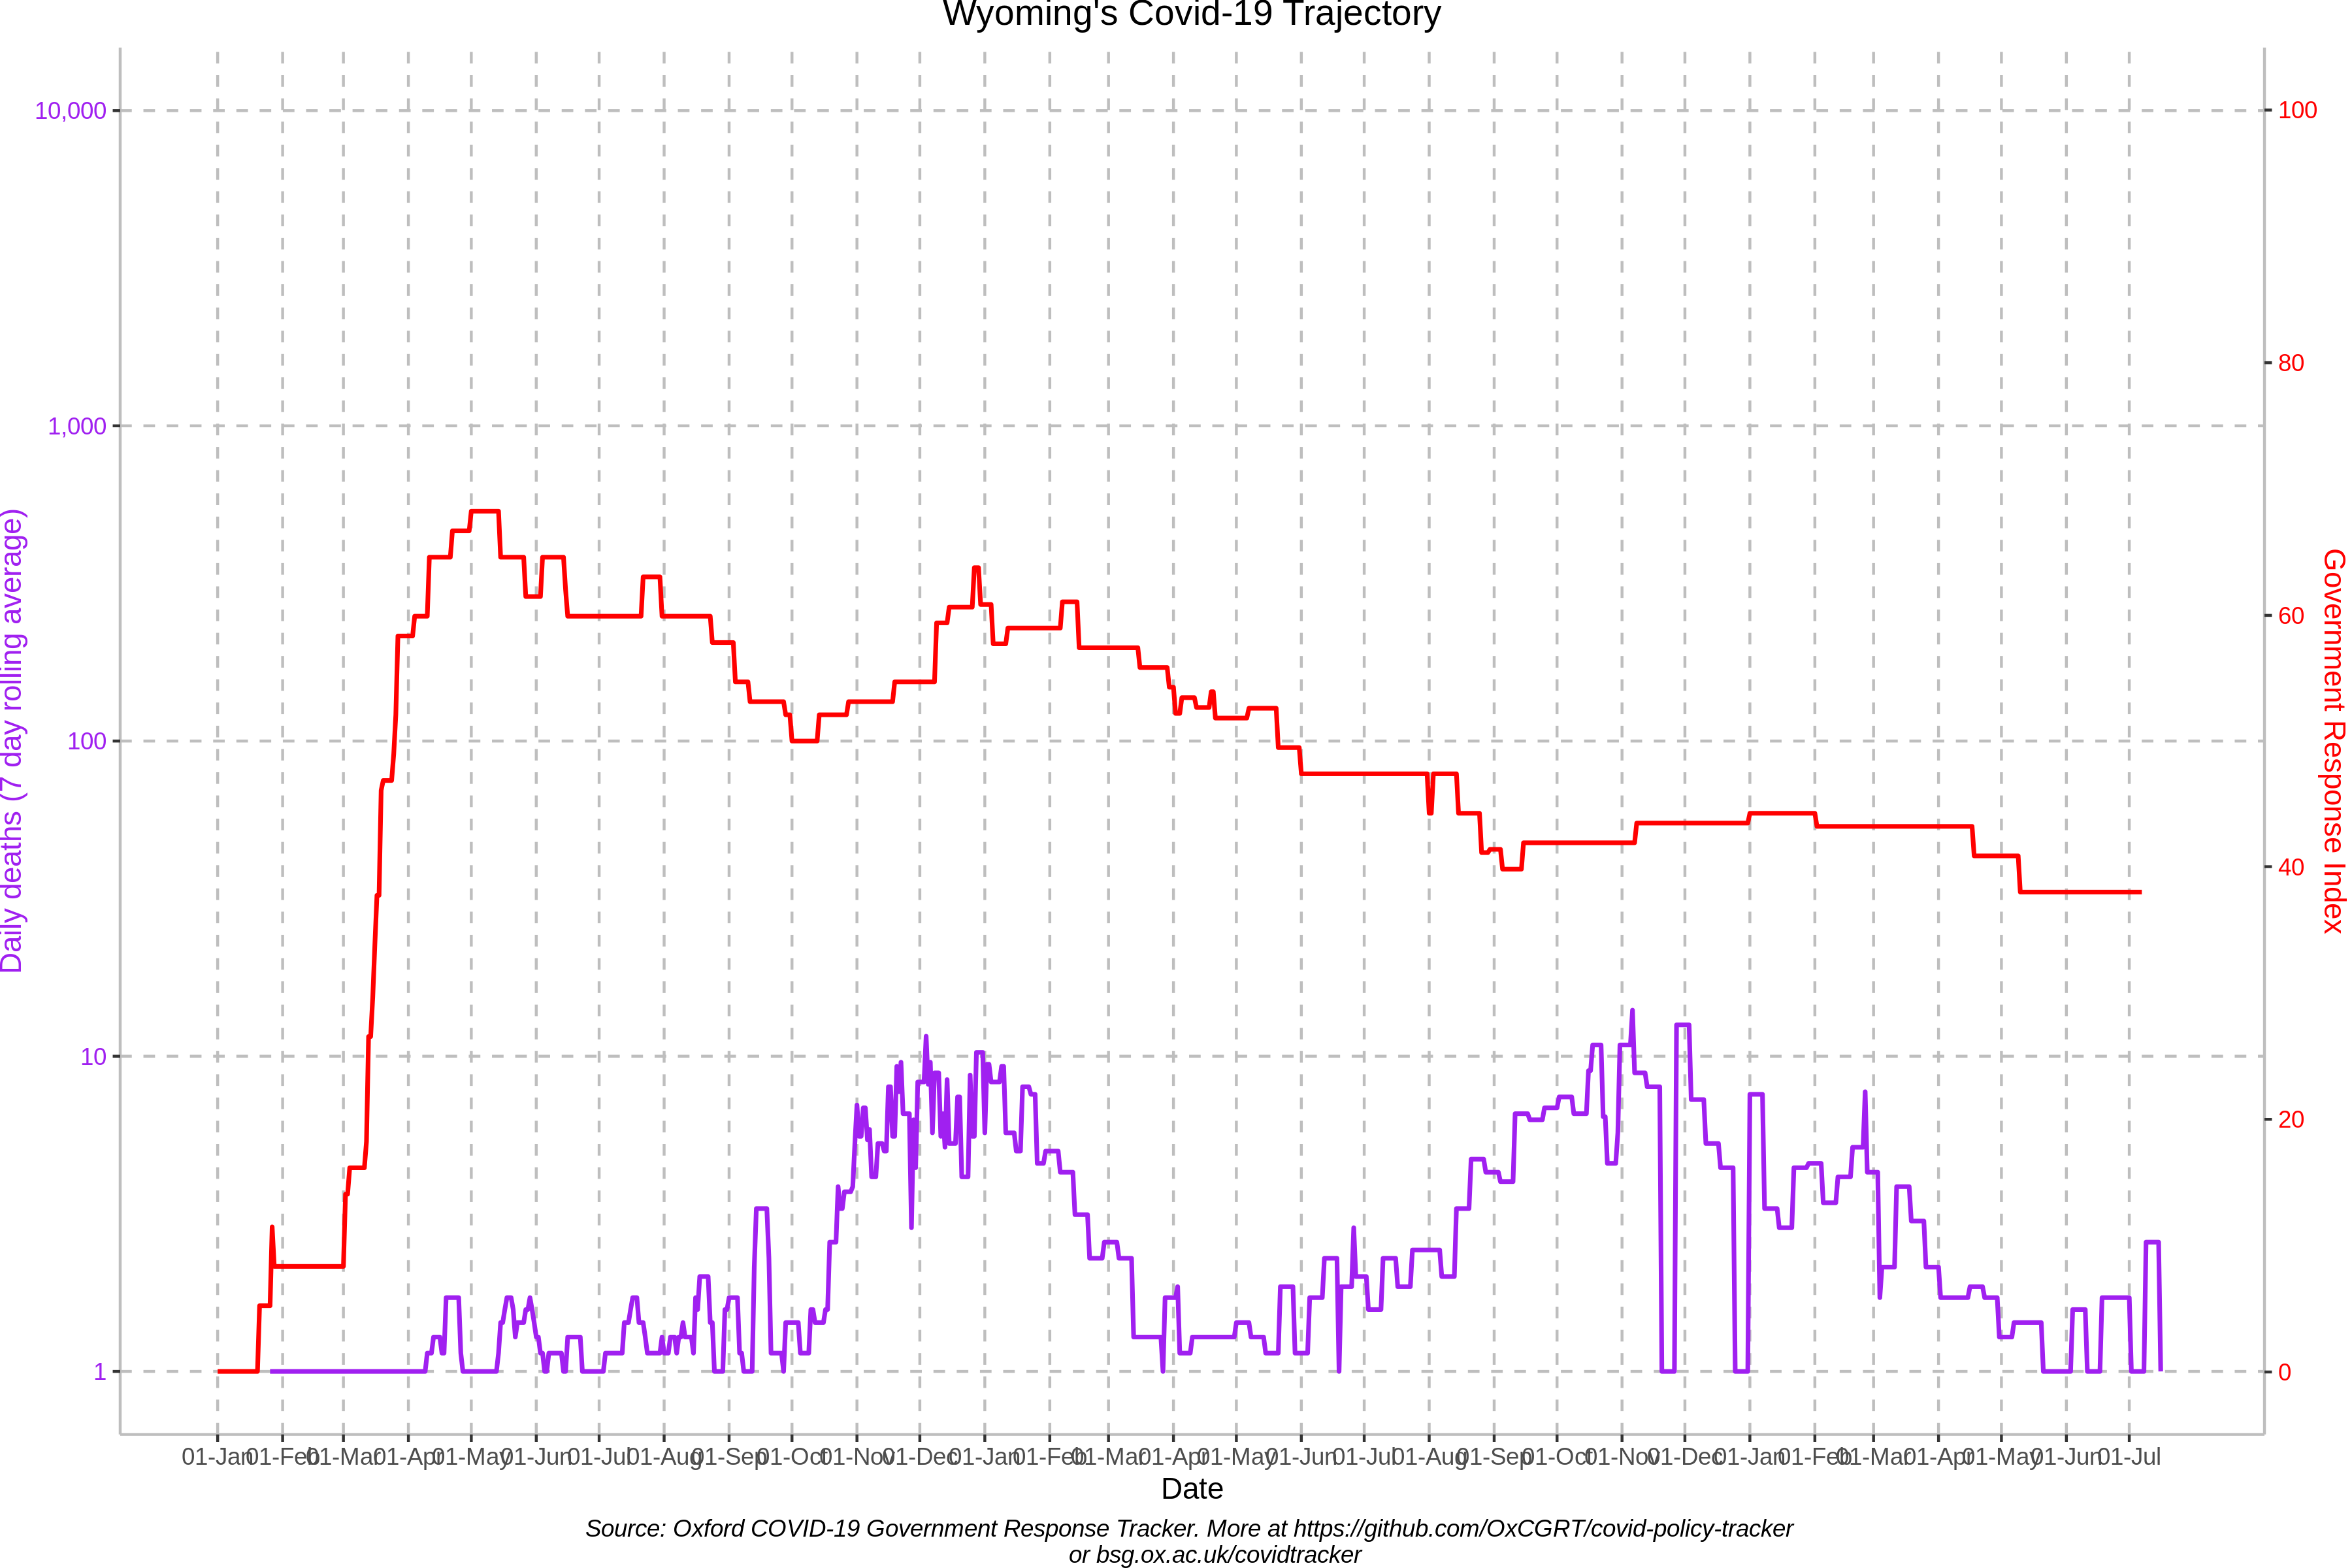 Wyoming's Covid-19 Trajectory
10,000
1,000
100
10
1
Daily deaths (7 day rolling average)
100
80
60
40
20
0
Government Response Index
01-Jan 01-Feb 01-Mar 01-Apr 01-May 01-Jun 01-Jul 01-Aug 01-Sep 01-Oct 01-Nov 01-Dec 01-Jan 01-Feb 01-Mar 01-Apr 01-May 01-Jun 01-Jul 01-Aug 01-Sep 01-Oct 01-Nov 01-Dec 01-Jan 01-Feb 01-Mar 01-Apr 01-May 01-Jun 01-Jul
Date
Source: Oxford COVID-19 Government Response Tracker. More at https://github.com/OxCGRT/covid-policy-tracker
or bsg.ox.ac.uk/covidtracker